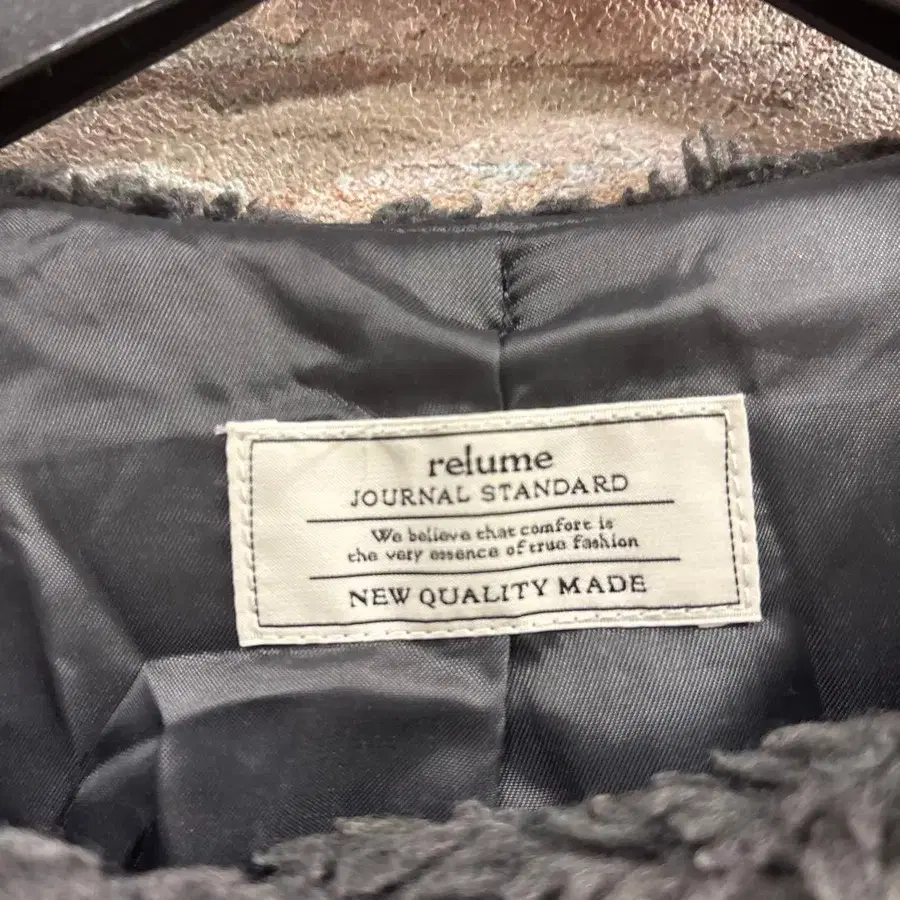 relume
JOURNAL STANDARD
We believe that comfort is
the very essence of true fashion
NEW QUALITY MADE